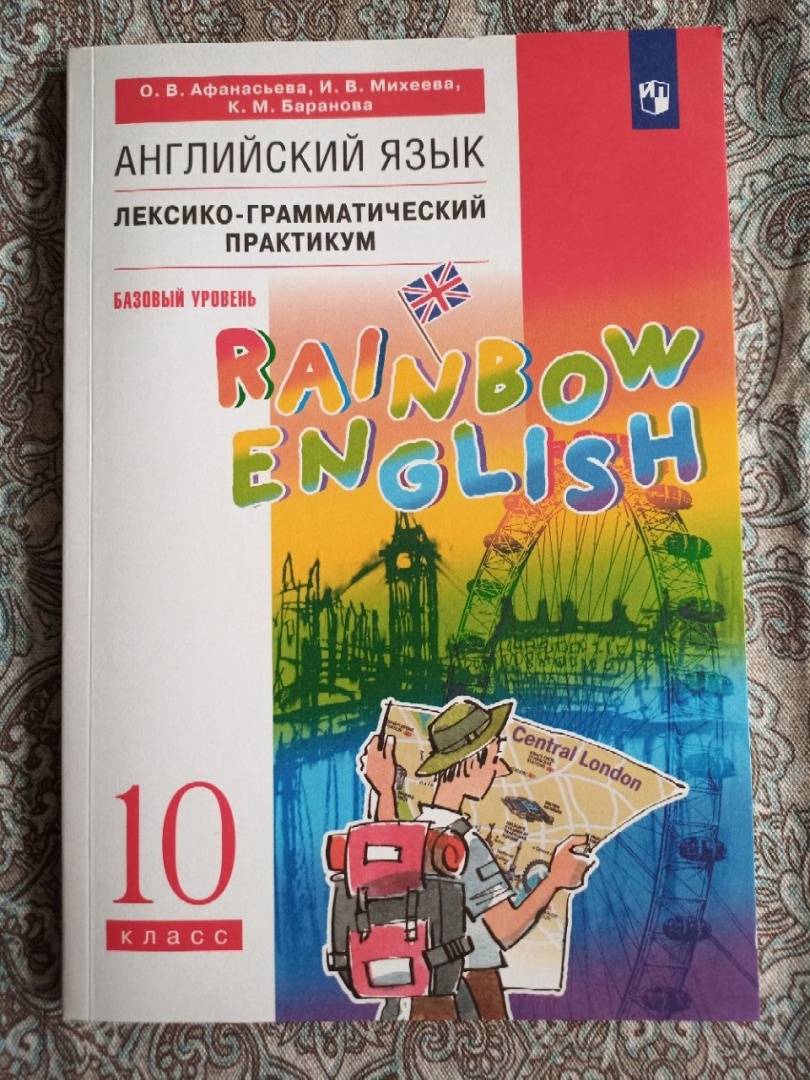 О. В. Афанасьева, И. В. Михеева,
К. М. Баранова
АНГЛИЙСКИЙ ЯЗЫК
ЛЕКСИКО-ГРАММАТИЧЕСКИЙ
ПРАКТИКУМ
БАЗОВЫЙ УРОВЕНЬ
RAINBOW
ENGLISH
Central London
10
класс